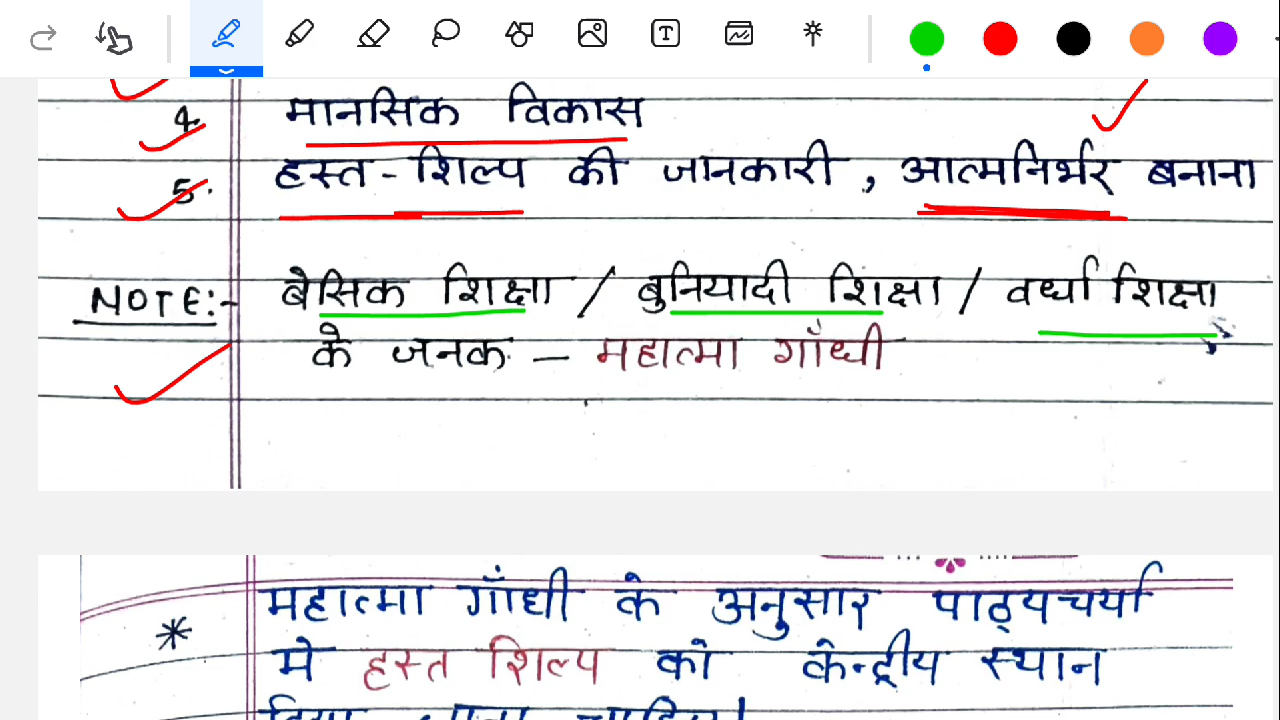 4. मानसिक विकास
5. हस्त-शिल्प की जानकारी, आत्मनिर्भर बनाना
NOTE:- बेसिक शिक्षा / बुनियादी शिक्षा / वर्धा शिक्षा
के जनक - महात्मा गाँधी
* महात्मा गाँधी के अनुसार पाठ्यचर्या
मे हस्त शिल्प को केन्द्रीय स्थान